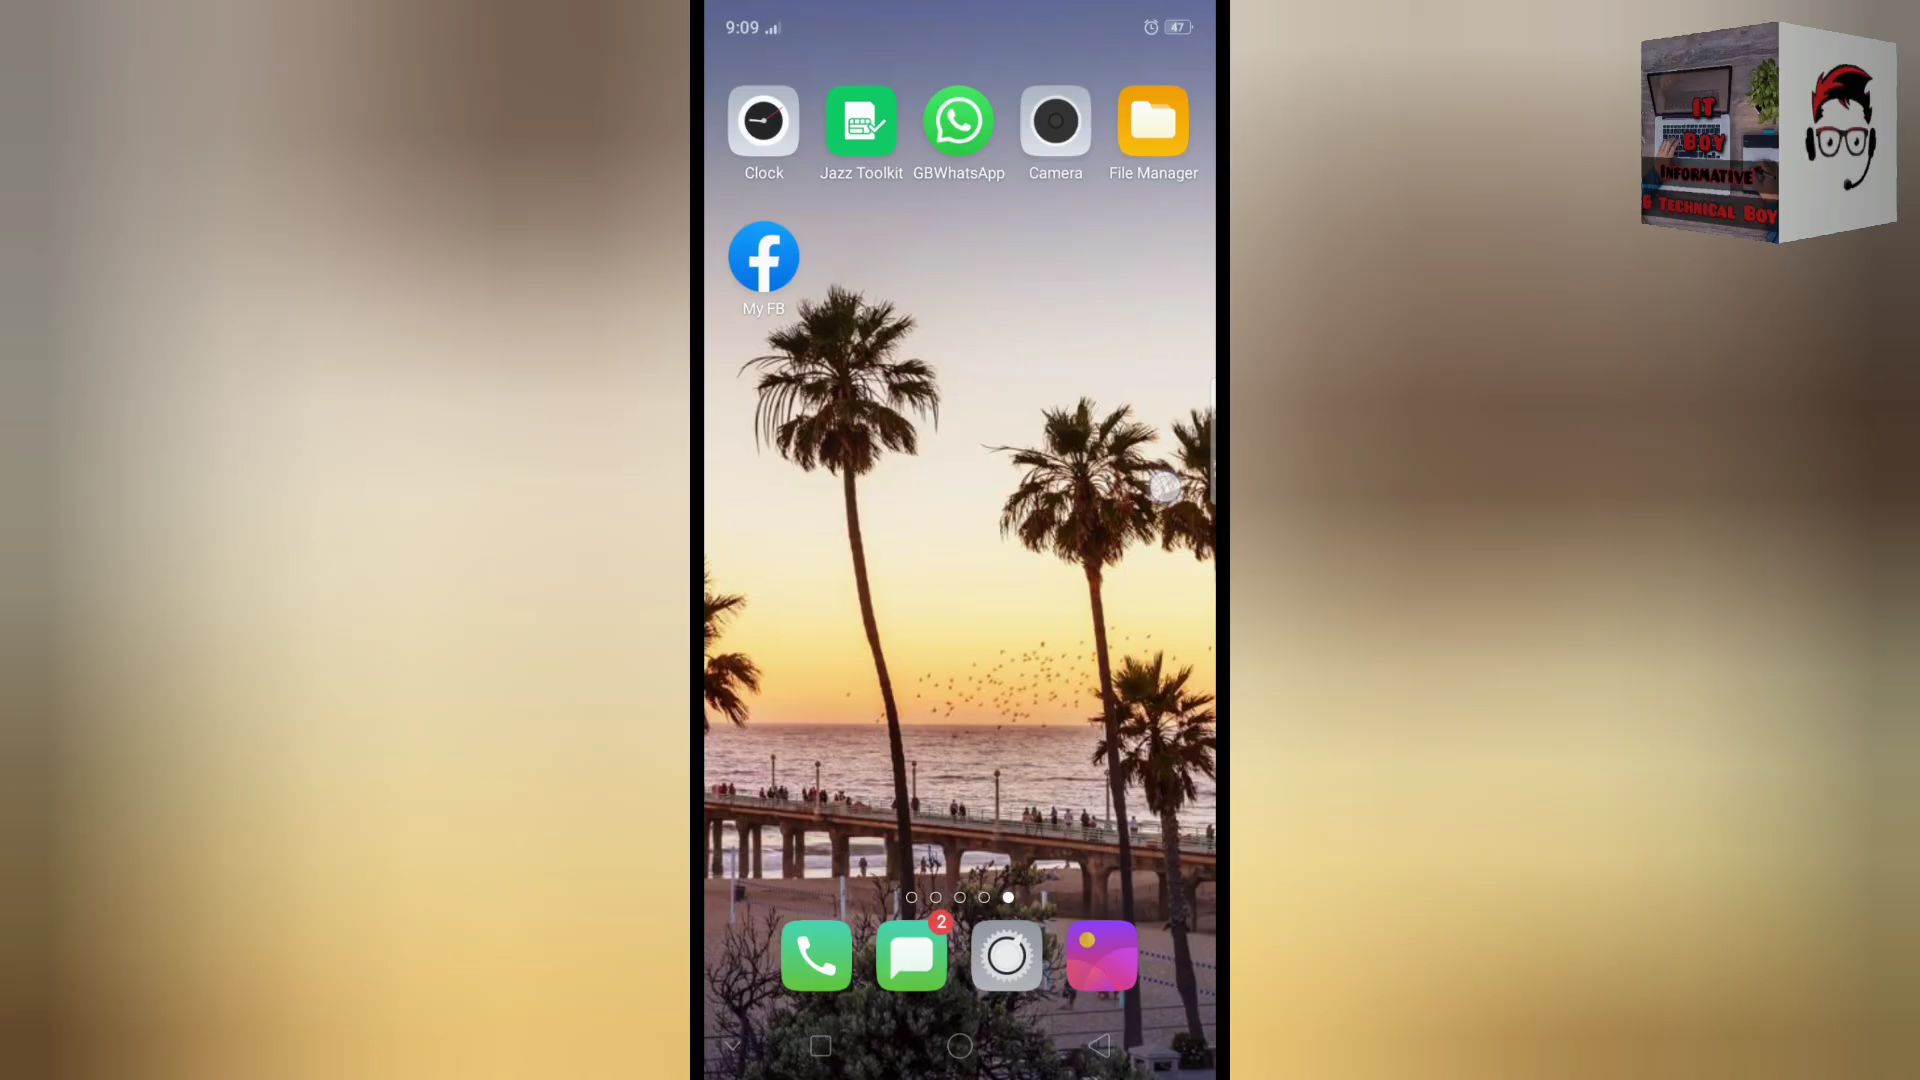 9:09
47
Clock
Jazz Toolkit
GBWhatsApp
Camera
File Manager
My FB
2
IT
BOY
INFORMATIVE
& TECHNICAL BOY